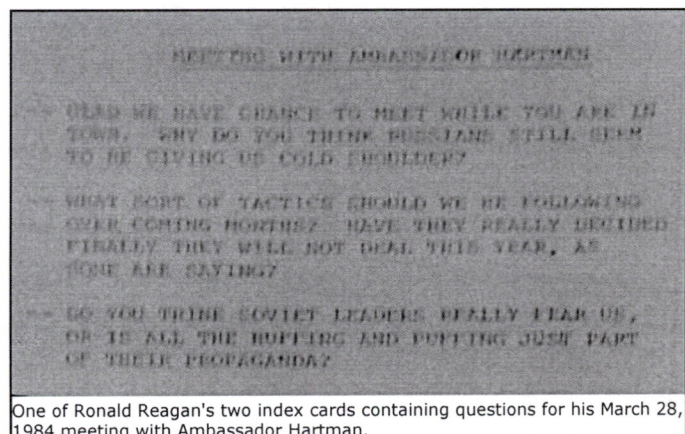 MEETING WITH AMBASSADOR HARTMAN
-- GLAD WE HAVE CHANCE TO MEET WHILE YOU ARE IN
TOWN. WHY DO YOU THINK RUSSIANS STILL SEEM
TO BE GIVING US COLD SHOULDER?
-- WHAT SORT OF TACTICS SHOULD WE BE FOLLOWING
OVER COMING MONTHS? HAVE THEY REALLY DECIDED
FINALLY THEY WILL NOT DEAL THIS YEAR, AS
SOME ARE SAYING?
-- DO YOU THINK SOVIET LEADERS REALLY FEAR US,
OR IS ALL THE HUFFING AND PUFFING JUST PART
OF THEIR PROPAGANDA?
One of Ronald Reagan's two index cards containing questions for his March 28,
1984 meeting with Ambassador Hartman.